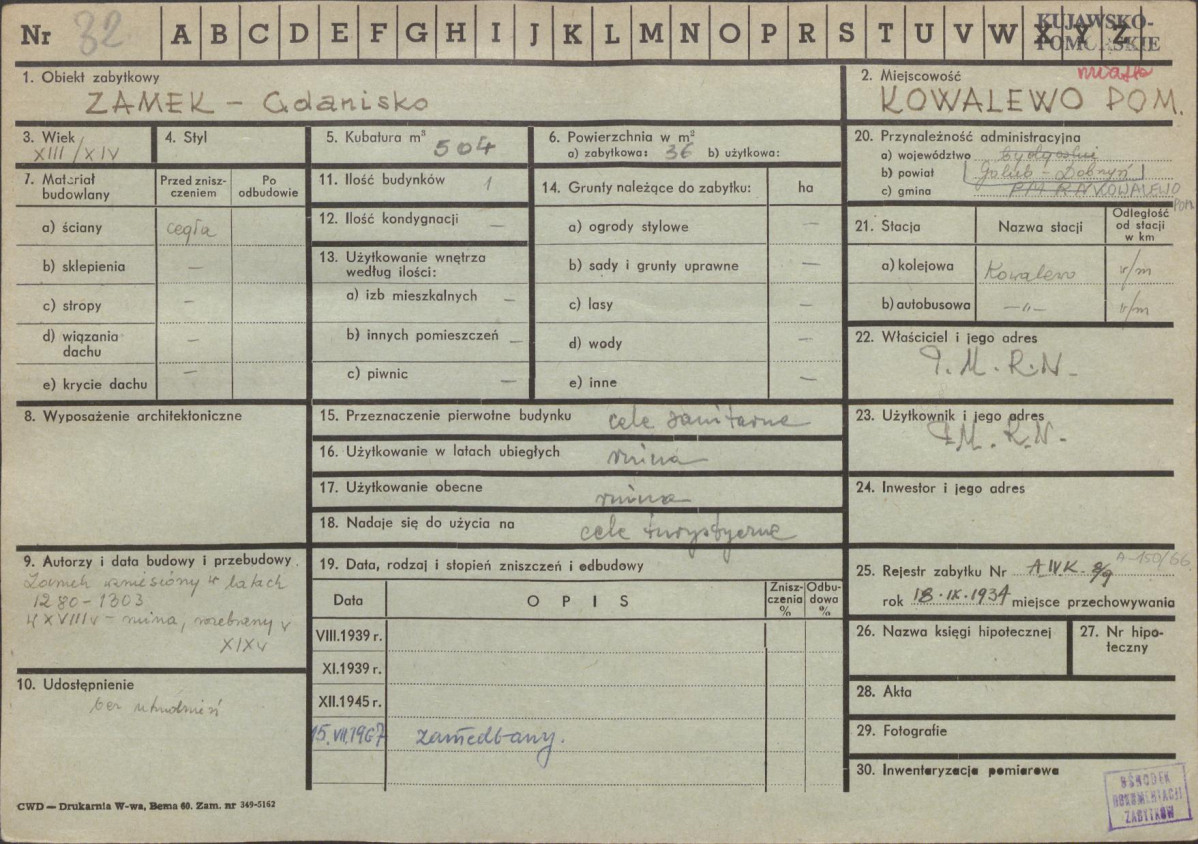 Nr 32
A B C D E F G H I J K L M N O P R S T U V W X Y Z
KUJAWSKO-
POMORSKIE
1. Obiekt zabytkowy
ZAMEK – Gdanisko
2. Miejscowość
miasto
KOWALEWO POM.
3. Wiek
XIII/XIV
4. Styl
5. Kubatura m³ 504
6. Powierzchnia w m²
a) zabytkowa: 36 b) użytkowa:
7. Materiał budowlany
Przed zniszczeniem
Po odbudowie
a) ściany cegła
b) sklepienia –
c) stropy –
d) wiązania dachu –
e) krycie dachu –
8. Wyposażenie architektoniczne
9. Autorzy i data budowy i przebudowy
Zamek wzniesiony w latach
1280-1303
W XVIII w – ruina, rozebrany w
XIX w
10. Udostępnienie
bez utrudnień
11. Ilość budynków 1
12. Ilość kondygnacji –
13. Użytkowanie wnętrza
według ilości:
a) izb mieszkalnych –
b) innych pomieszczeń –
c) piwnic –
14. Grunty należące do zabytku: ha
a) ogrody stylowe –
b) sady i grunty uprawne –
c) lasy –
d) wody –
e) inne –
15. Przeznaczenie pierwotne budynku cele sanitarne
16. Użytkowanie w latach ubiegłych ruina
17. Użytkowanie obecne ruina
18. Nadaje się do użycia na cele turystyczne
19. Data, rodzaj i stopień zniszczeń i odbudowy
Data OPIS Zniszczenia % Odbudowa %
VIII.1939 r.
XI.1939 r.
XII.1945 r.
15.VII.1967 zaniedbany.
20. Przynależność administracyjna
a) województwo bydgoskie
b) powiat Golub-Dobrzyń
c) gmina KOWALEWO
POM.
21. Stacja Nazwa stacji Odległość od stacji w km
a) kolejowa Kowalewo w/m
b) autobusowa –"– w/m
22. Właściciel i jego adres
P.M.R.N.
23. Użytkownik i jego adres
P.M.R.N.
24. Inwestor i jego adres
A-150/66
25. Rejestr zabytku Nr A.IV.K. 8/9
rok 18.IX.1934 miejsce przechowywania
26. Nazwa księgi hipotecznej
27. Nr hipoteczny
28. Akta
29. Fotografie
30. Inwentaryzacja pomiarowa
OŚRODEK
DOKUMENTACJI
ZABYTKÓW
CWD — Drukarnia W-wa, Bema 60. Zam. nr 349-5162